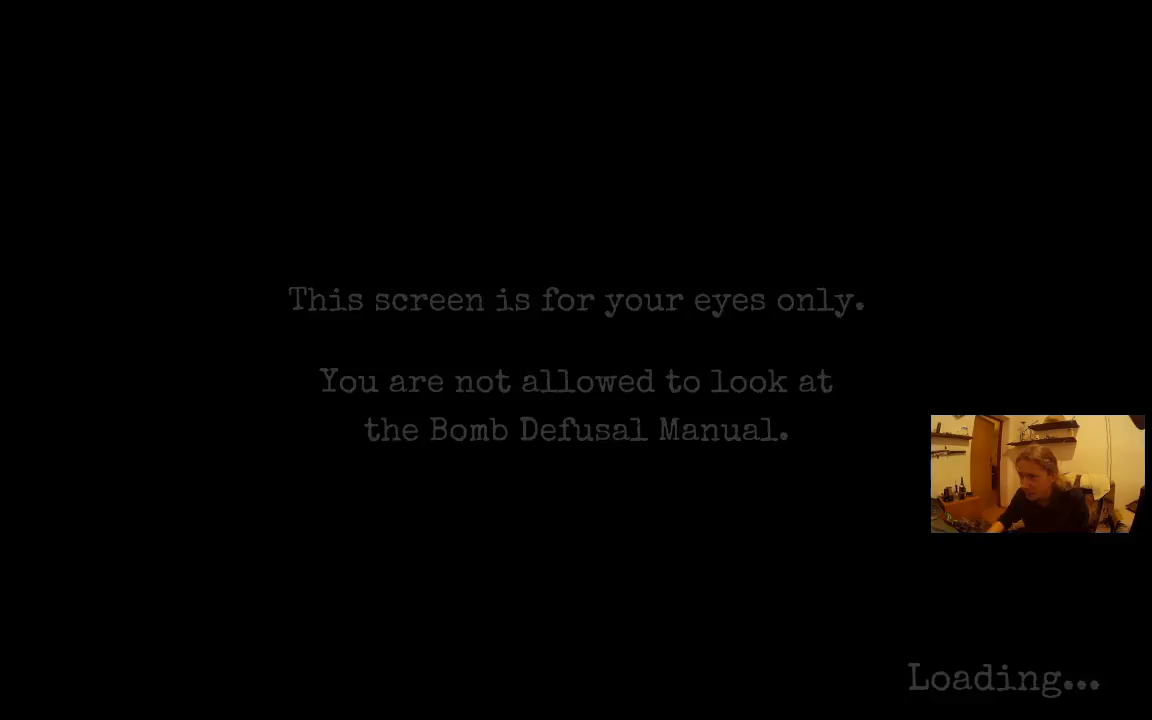 This screen is for your eyes only.
You are not allowed to look at
the Bomb Defusal Manual.
Loading...